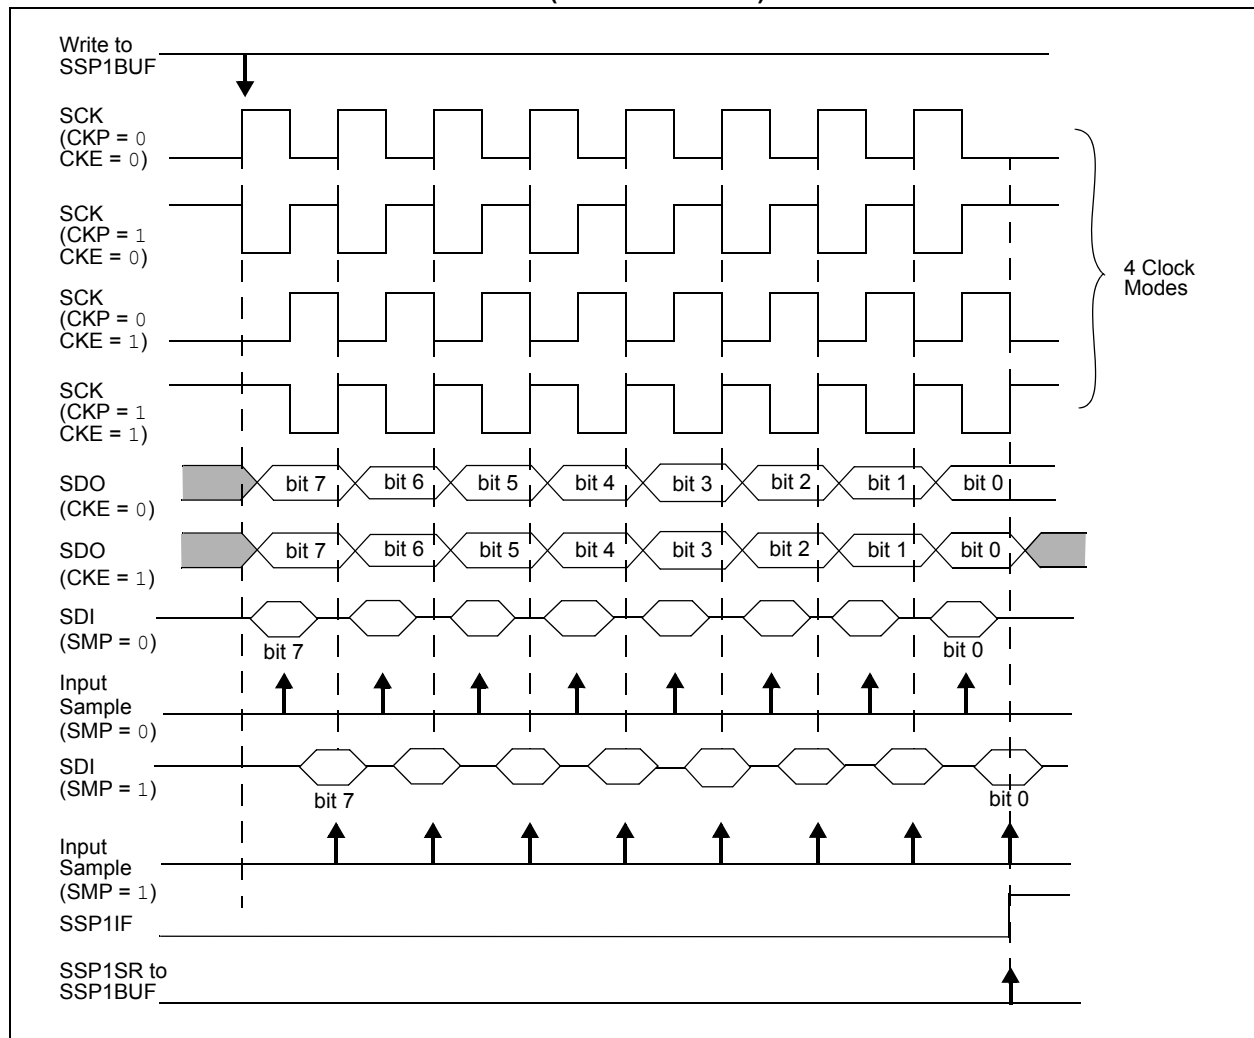 Write to
SSP1BUF
SCK
(CKP = 0
CKE = 0)
SCK
(CKP = 1
CKE = 0)
SCK
(CKP = 0
CKE = 1)
SCK
(CKP = 1
CKE = 1)
4 Clock
Modes
SDO
(CKE = 0)
bit 7 bit 6 bit 5 bit 4 bit 3 bit 2 bit 1 bit 0
SDO
(CKE = 1)
bit 7 bit 6 bit 5 bit 4 bit 3 bit 2 bit 1 bit 0
SDI
(SMP = 0)
bit 7 bit 0
Input
Sample
(SMP = 0)
SDI
(SMP = 1)
bit 7 bit 0
Input
Sample
(SMP = 1)
SSP1IF
SSP1SR to
SSP1BUF